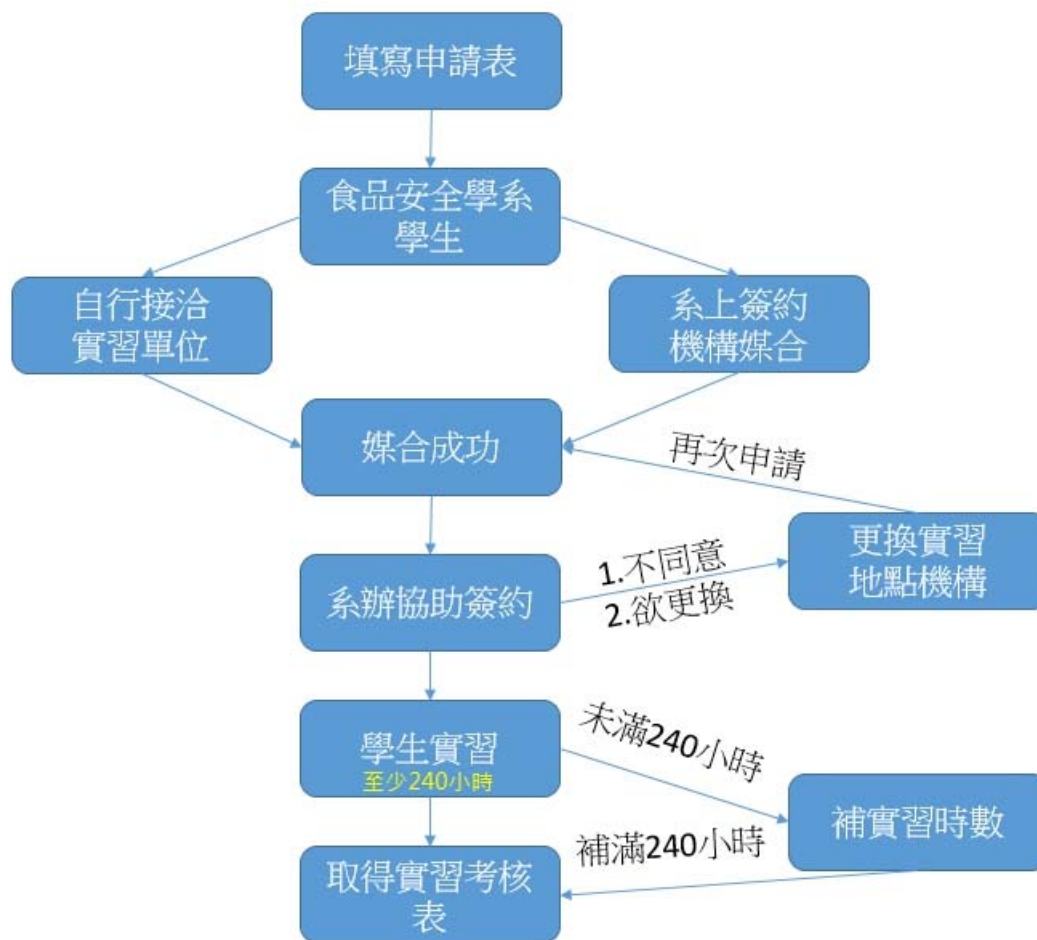 填寫申請表
食品安全學系
學生
自行接洽
實習單位
系上簽約
機構媒合
媒合成功
再次申請
更換實習
地點機構
1.不同意
2.欲更換
系辦協助簽約
學生實習
至少240小時
未滿240小時
補實習時數
補滿240小時
取得實習考核
表